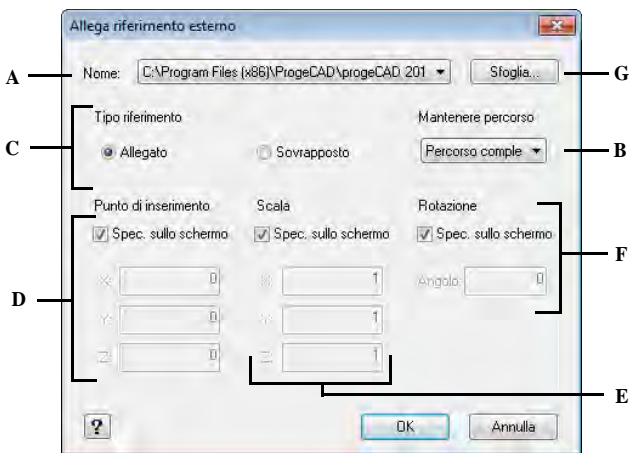 Allega riferimento esterno
A Nome: C:\Program Files (x86)\ProgeCAD\progeCAD 201 Sfoglia... G
Tipo riferimento Mantenere percorso
C Allegato Sovrapposto Percorso comple B
Punto di inserimento Scala Rotazione
Spec. sullo schermo Spec. sullo schermo Spec. sullo schermo
F
X: 0 X: 1 Angolo: 0
D
Y: 0 Y: 1
Z: 0 Z: 1
E
? OK Annulla